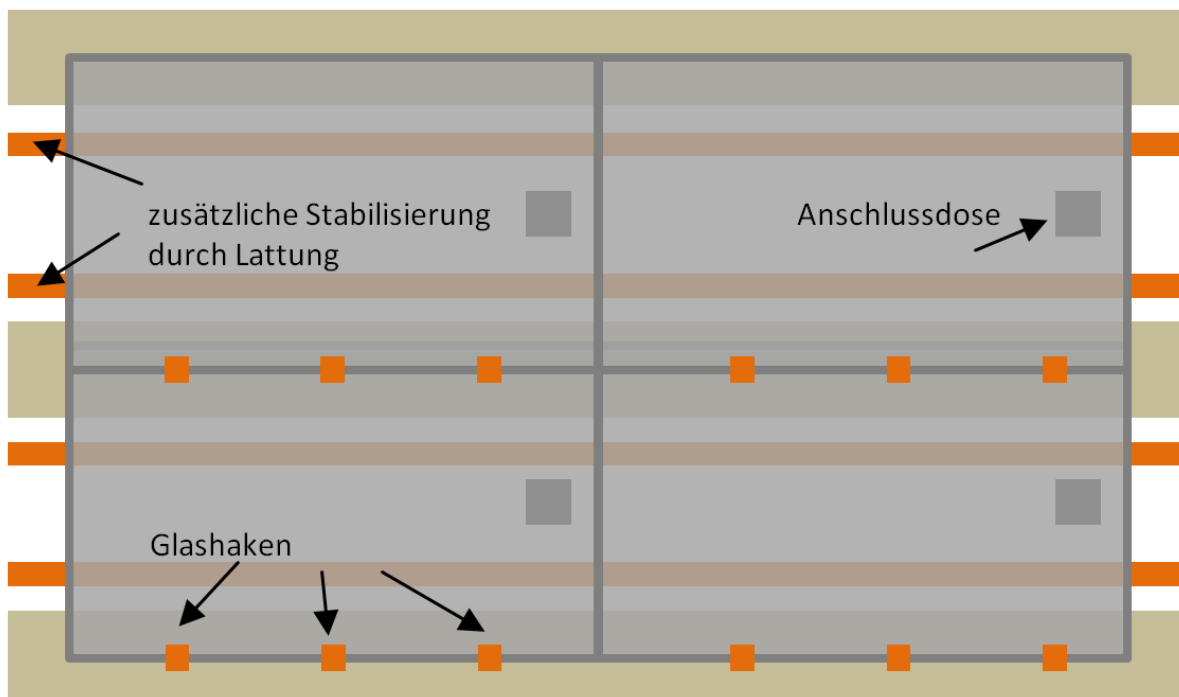 zusätzliche Stabilisierung
durch Lattung
Anschlussdose
Glashaken